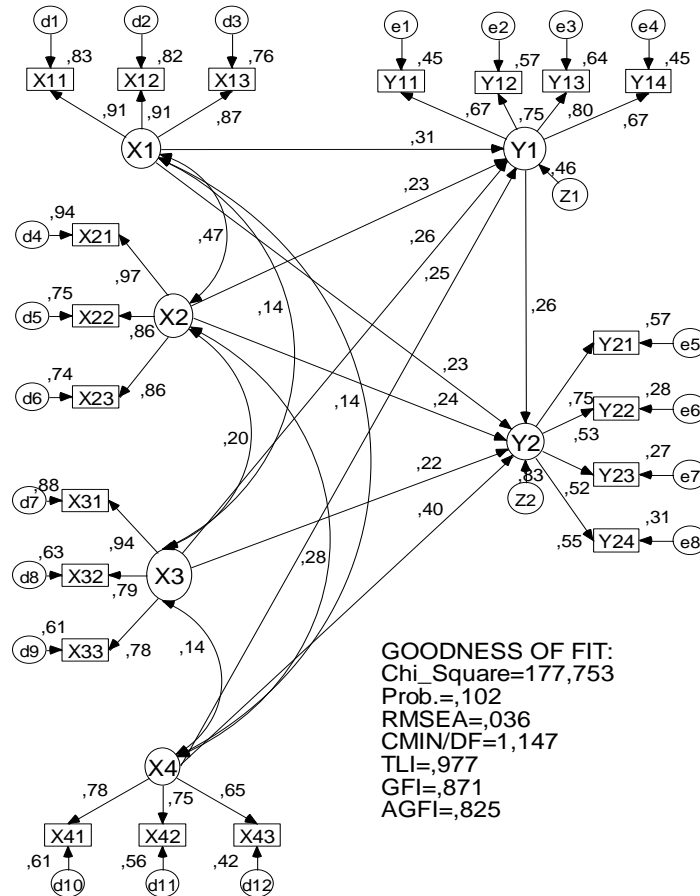 d1 d2 d3 e1 e2 e3 e4
,83 ,82 ,76 ,45 ,57 ,64 ,45
X11 X12 X13 Y11 Y12 Y13 Y14
,91 ,91 ,87 ,67 ,75 ,80 ,67
X1 ,31 Y1
,46
Z1
,23
,94
d4 X21
,47 ,26
,97 ,25
,75
d5 X22 X2 ,14 ,26
,86
,57
Y21 e5
,74
d6 X23 ,86 ,23
,24 ,14 ,75 ,28
Y22 e6
,53
,20 Y2
,27
,22 ,83 Y23 e7
,52
,88
d7 X31 Z2
,40 ,31
,94 ,28 ,55 Y24 e8
,63
d8 X32 X3
,79
,61
d9 X33 ,78 ,14
GOODNESS OF FIT:
Chi_Square=177,753
Prob.=,102
RMSEA=,036
CMIN/DF=1,147
TLI=,977
GFI=,871
AGFI=,825
X4
,78 ,75 ,65
X41 X42 X43
,61 ,56 ,42
d10 d11 d12